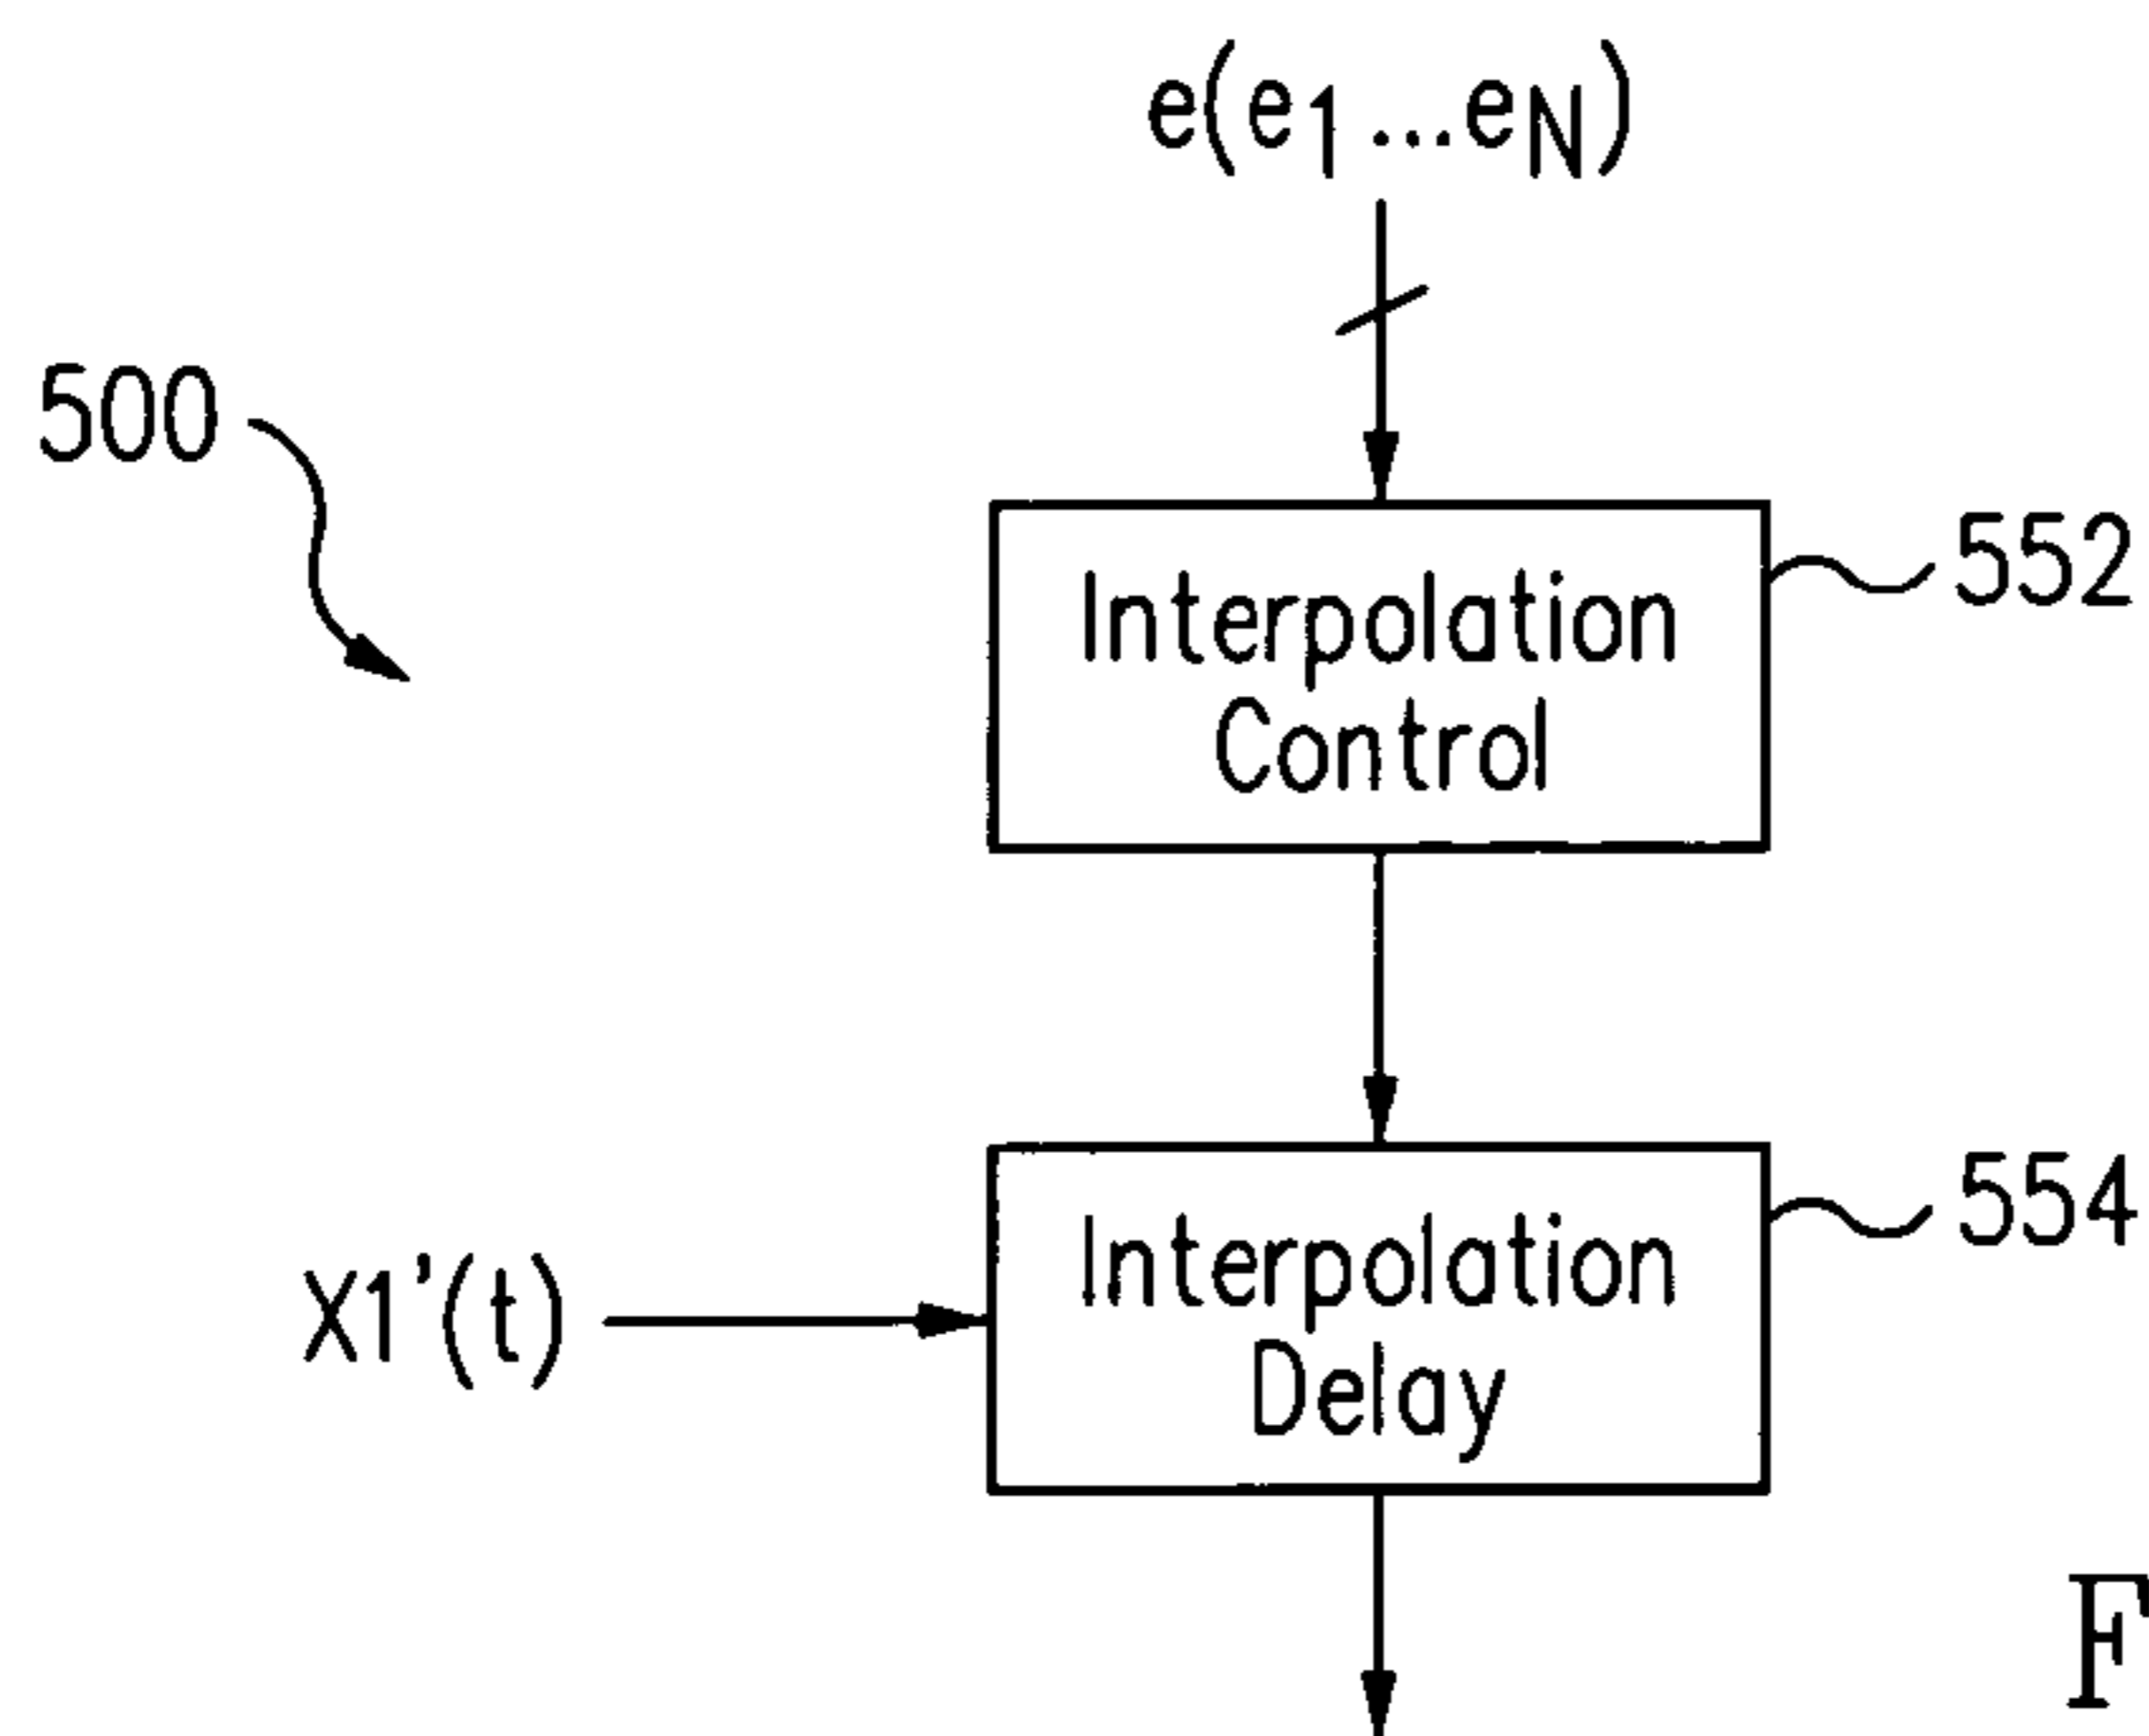 e(e1...eN)
500
552
Interpolation
Control
554
Interpolation
Delay
X1'(t)
F